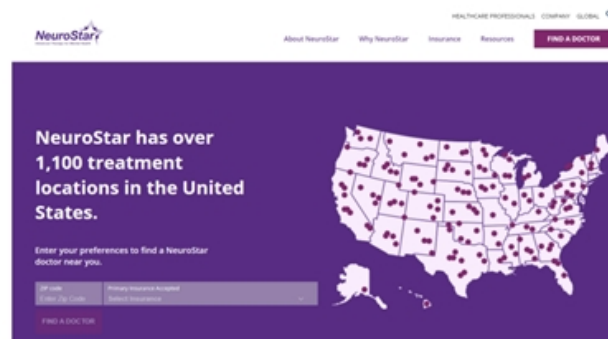 HEALTHCARE PROFESSIONALS COMPANY GLOBAL
NeuroStar
About NeuroStar Why NeuroStar Insurance Resources FIND A DOCTOR
NeuroStar has over
1,100 treatment
locations in the United
States.
Enter your preferences to find a NeuroStar
doctor near you.
ZIP code Primary Insurance Accepted
Enter Zip Code Select Insurance
FIND A DOCTOR